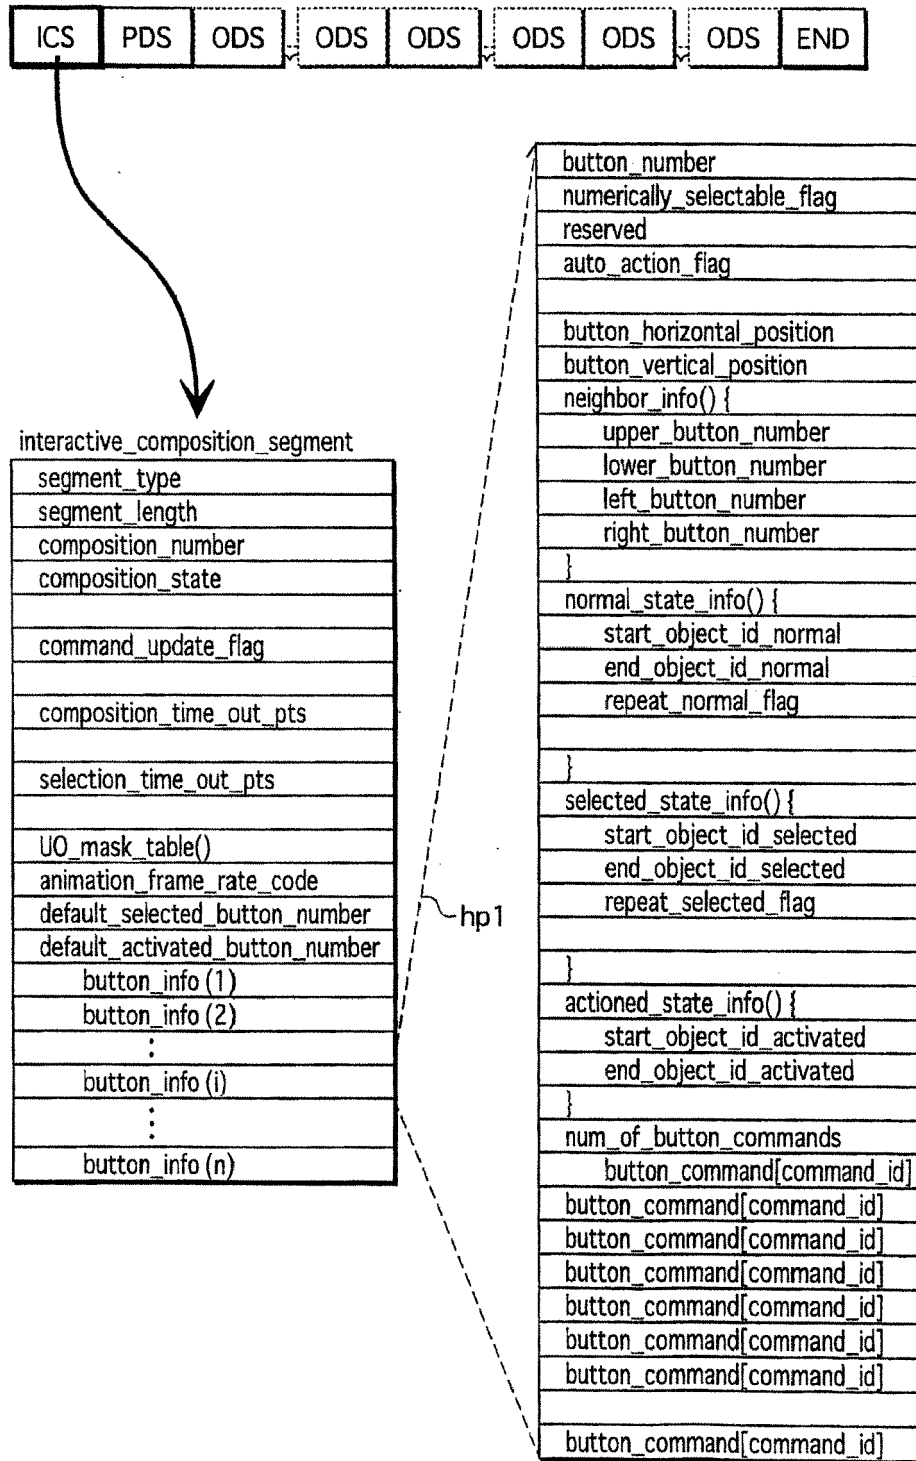 ICS PDS ODS ODS ODS ODS ODS ODS END
interactive_composition_segment
segment_type
segment_length
composition_number
composition_state
command_update_flag
composition_time_out_pts
selection_time_out_pts
UO_mask_table()
animation_frame_rate_code
default_selected_button_number
default_activated_button_number
button_info (1)
button_info (2)
⋮
button_info (i)
⋮
button_info (n)
hp1
button_number
numerically_selectable_flag
reserved
auto_action_flag
button_horizontal_position
button_vertical_position
neighbor_info() {
upper_button_number
lower_button_number
left_button_number
right_button_number
}
normal_state_info() {
start_object_id_normal
end_object_id_normal
repeat_normal_flag
}
selected_state_info() {
start_object_id_selected
end_object_id_selected
repeat_selected_flag
}
actioned_state_info() {
start_object_id_activated
end_object_id_activated
}
num_of_button_commands
button_command[command_id]
button_command[command_id]
button_command[command_id]
button_command[command_id]
button_command[command_id]
button_command[command_id]
button_command[command_id]
button_command[command_id]